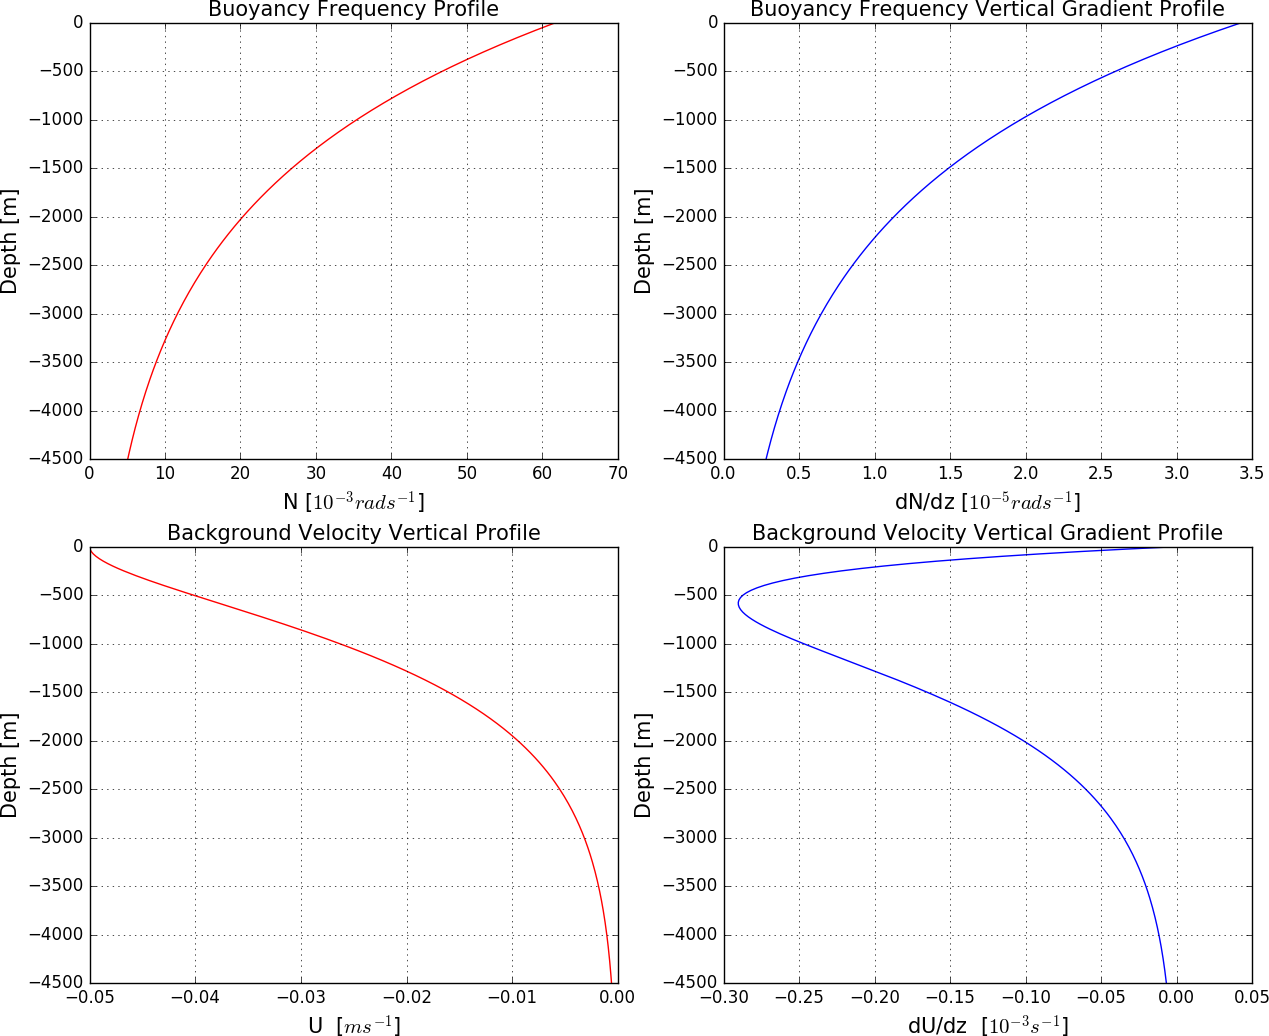 Buoyancy Frequency Profile
0
−500
−1000
−1500
−2000
−2500
−3000
−3500
−4000
−4500
Depth [m]
0 10 20 30 40 50 60 70
N [10⁻³rads⁻¹]
Buoyancy Frequency Vertical Gradient Profile
0
−500
−1000
−1500
−2000
−2500
−3000
−3500
−4000
−4500
Depth [m]
0.0 0.5 1.0 1.5 2.0 2.5 3.0 3.5
dN/dz [10⁻⁵rads⁻¹]
Background Velocity Vertical Profile
0
−500
−1000
−1500
−2000
−2500
−3000
−3500
−4000
−4500
Depth [m]
−0.05 −0.04 −0.03 −0.02 −0.01 0.00
U [ms⁻¹]
Background Velocity Vertical Gradient Profile
0
−500
−1000
−1500
−2000
−2500
−3000
−3500
−4000
−4500
Depth [m]
−0.30 −0.25 −0.20 −0.15 −0.10 −0.05 0.00 0.05
dU/dz [10⁻³s⁻¹]